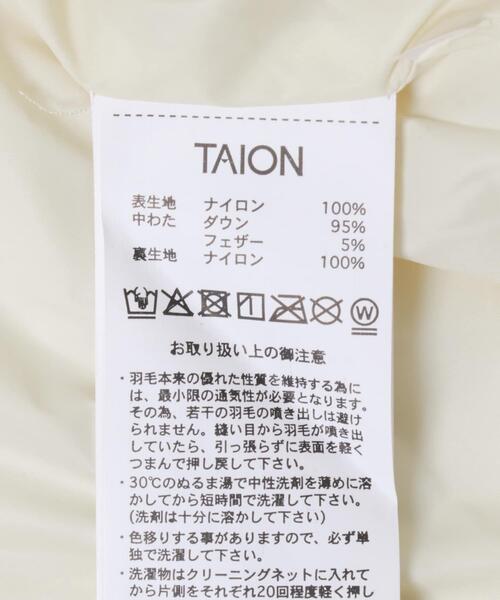 TAION
表生地 ナイロン 100%
中わた ダウン 95%
フェザー 5%
裏生地 ナイロン 100%
W
お取り扱い上の御注意
・羽毛本来の優れた性質を維持する為に
は、最小限の通気性が必要となります。
その為、若干の羽毛の噴き出しは避け
られません。縫い目から羽毛が噴き出
していたら、引っ張らずに表面を軽く
つまんで押し戻して下さい。
・30℃のぬるま湯で中性洗剤を薄めに溶
かしてから短時間で洗濯して下さい。
(洗剤は十分に溶かして下さい)
・色移りする事がありますので、必ず単
独で洗濯して下さい。
・洗濯物はクリーニングネットに入れて
から片側をそれぞれ20回程度軽く押し